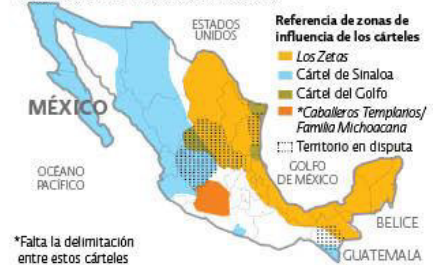 ESTADOS
UNIDOS
Referencia de zonas de
influencia de los cárteles
Los Zetas
Cártel de Sinaloa
Cártel del Golfo
*Caballeros Templarios/
Familia Michoacana
Territorio en disputa
MÉXICO
OCÉANO
PACÍFICO
GOLFO
DE MÉXICO
BELICE
GUATEMALA
*Falta la delimitación
entre estos cárteles